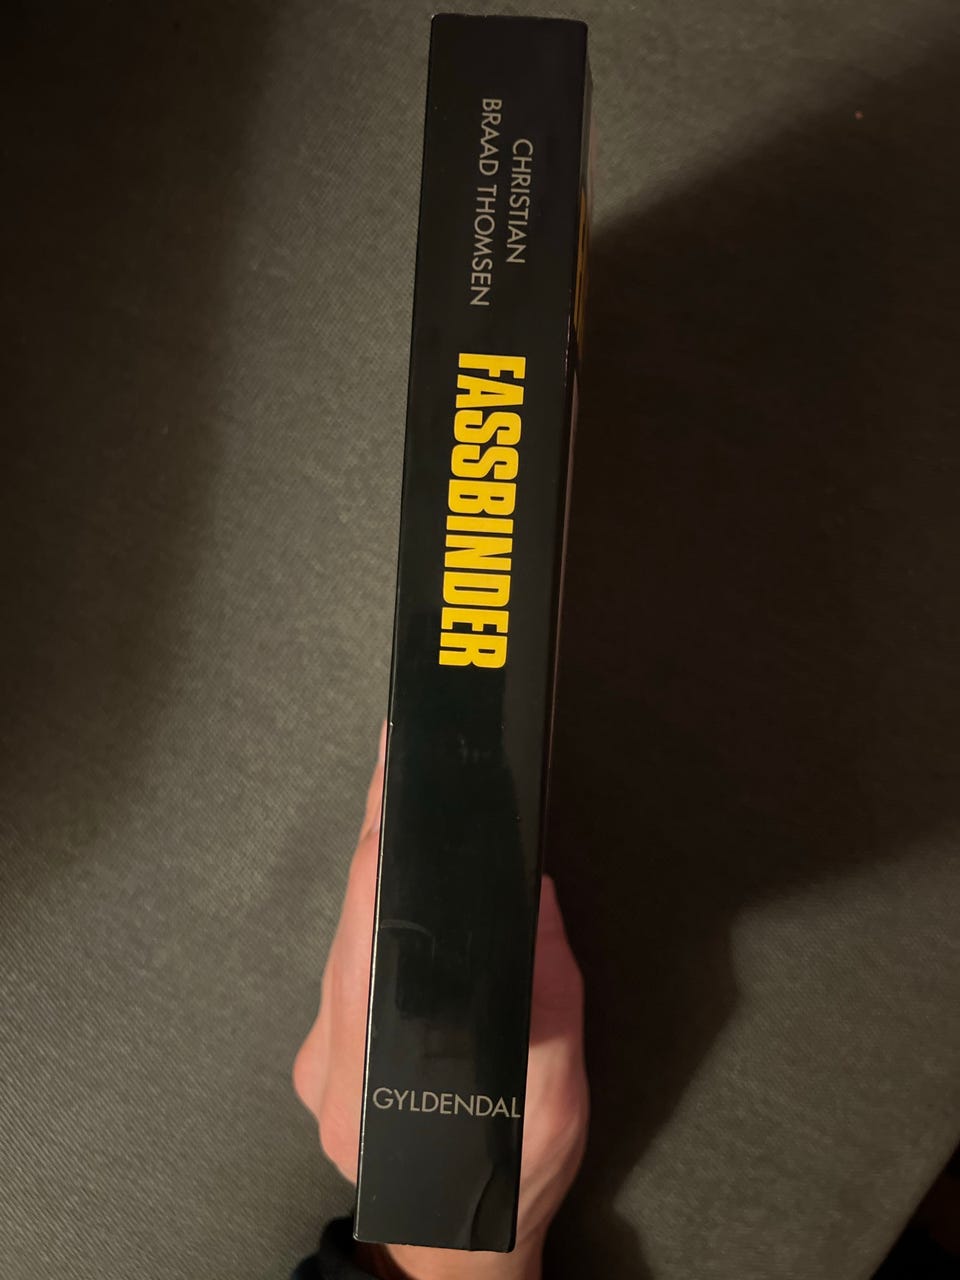 CHRISTIAN
BRAAD THOMSEN
FASSBINDER
GYLDENDAL